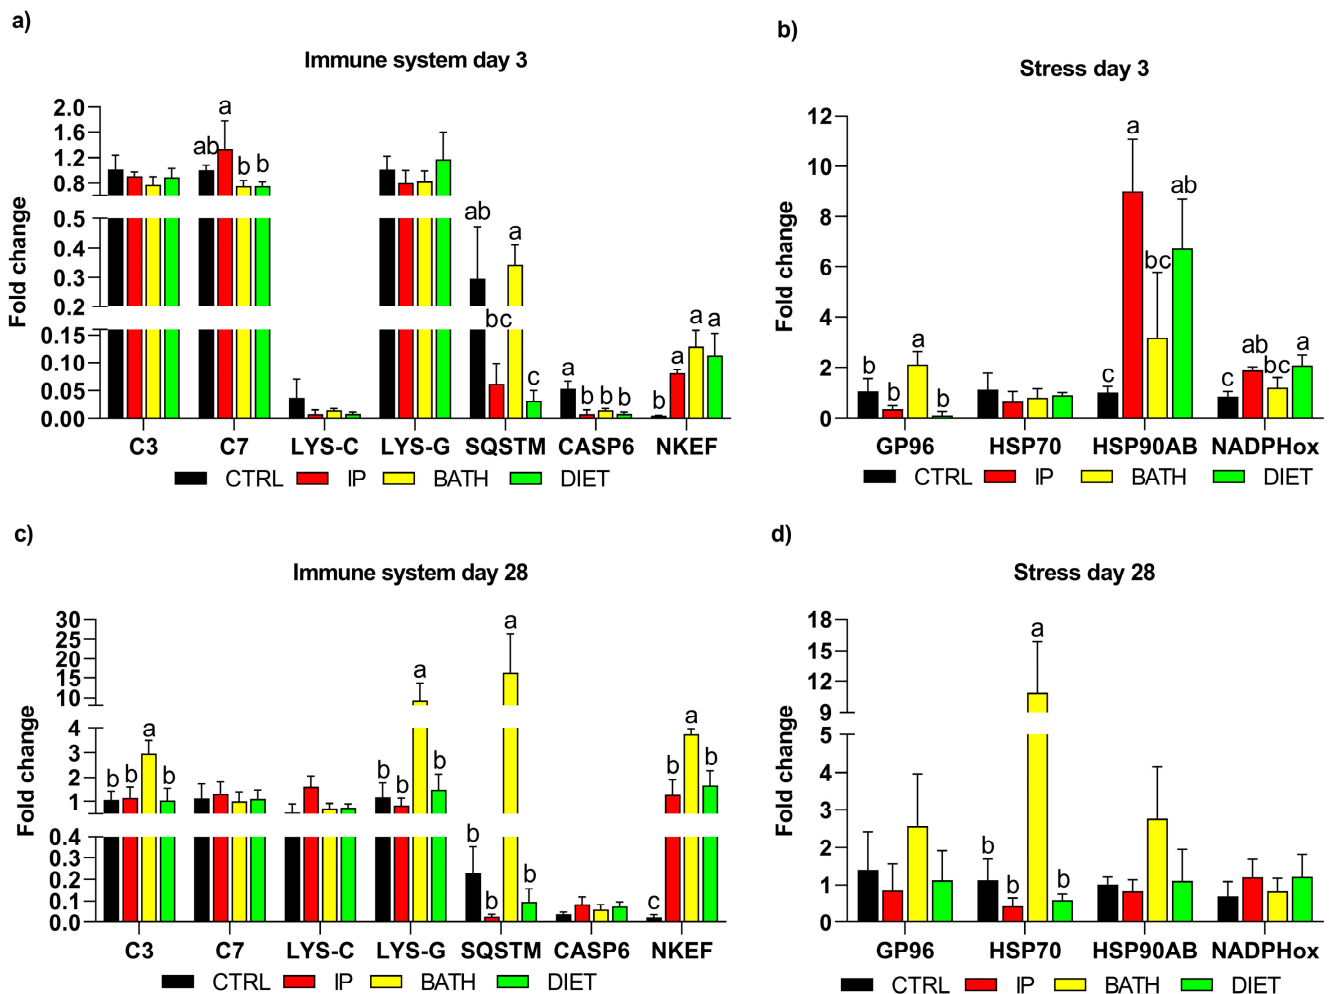 a)
Immune system day 3
Fold change
2.0
1.6
1.2
0.8
0.5
0.4
0.3
0.2
0.15
0.10
0.05
0.00
ab a b b
ab bc a c
a b b b
b a a a
C3 C7 LYS-C LYS-G SQSTM CASP6 NKEF
CTRL IP BATH DIET
b)
Stress day 3
Fold change
12
10
8
6
4
2
0
b b a b
c a bc ab
c ab bc a
GP96 HSP70 HSP90AB NADPHox
CTRL IP BATH DIET
c)
Immune system day 28
Fold change
30
25
20
15
10
4
3
2
1
0.4
0.3
0.2
0.1
0.0
b b a b
b b a b
b b a b
c b a b
C3 C7 LYS-C LYS-G SQSTM CASP6 NKEF
CTRL IP BATH DIET
d)
Stress day 28
Fold change
18
15
12
9
5
4
3
2
1
0
b b a b
GP96 HSP70 HSP90AB NADPHox
CTRL IP BATH DIET